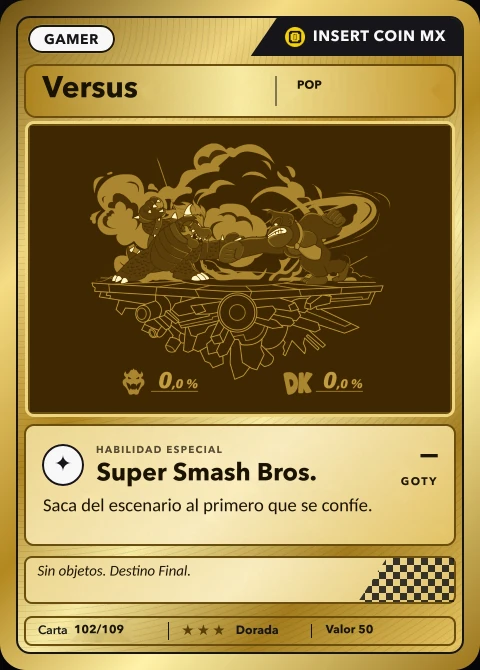 GAMER
INSERT COIN MX
Versus
POP
0,0 %
DK 0,0 %
HABILIDAD ESPECIAL
Super Smash Bros.
—
GOTY
Saca del escenario al primero que se confíe.
Sin objetos. Destino Final.
Carta 102/109
★ ★ ★ Dorada
Valor 50